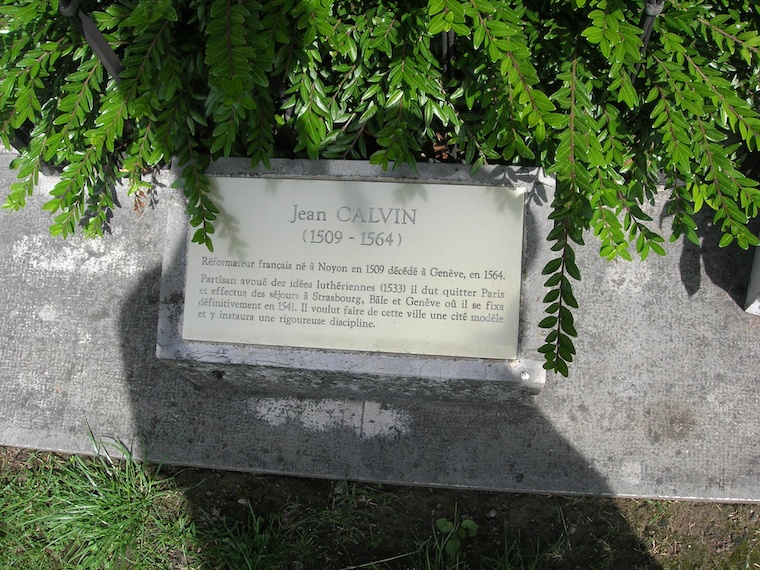 Jean CALVIN
(1509 - 1564)
Réformateur français né à Noyon en 1509 décédé à Genève, en 1564.
Partisan avoué des idées luthériennes (1533) il dut quitter Paris
et effectua des séjours à Strasbourg, Bâle et Genève où il se fixa
définitivement en 1541. Il voulut faire de cette ville une cité modèle
et y instaura une rigoureuse discipline.